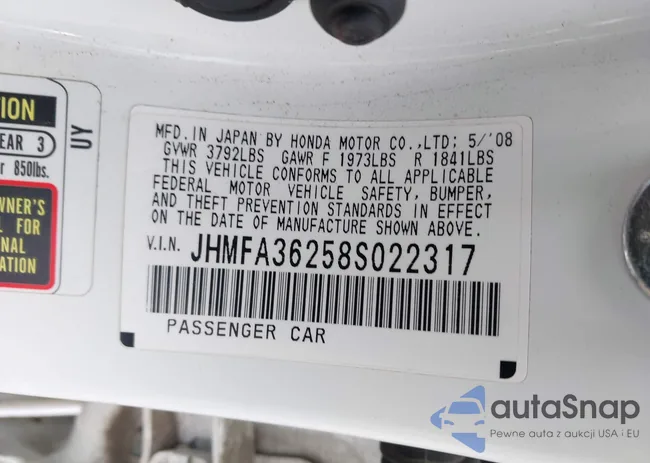 TION
EAR 3
r 850lbs.
WNER'S
L FOR
NAL
ATION
UY
MFD. IN JAPAN BY HONDA MOTOR CO.,LTD; 5/'08
GVWR 3792LBS GAWR F 1973LBS R 1841LBS
THIS VEHICLE CONFORMS TO ALL APPLICABLE
FEDERAL MOTOR VEHICLE SAFETY, BUMPER,
AND THEFT PREVENTION STANDARDS IN EFFECT
ON THE DATE OF MANUFACTURE SHOWN ABOVE.
V.I.N. JHMFA36258S022317
PASSENGER CAR
autaSnap
Pewne auta z aukcji USA i EU